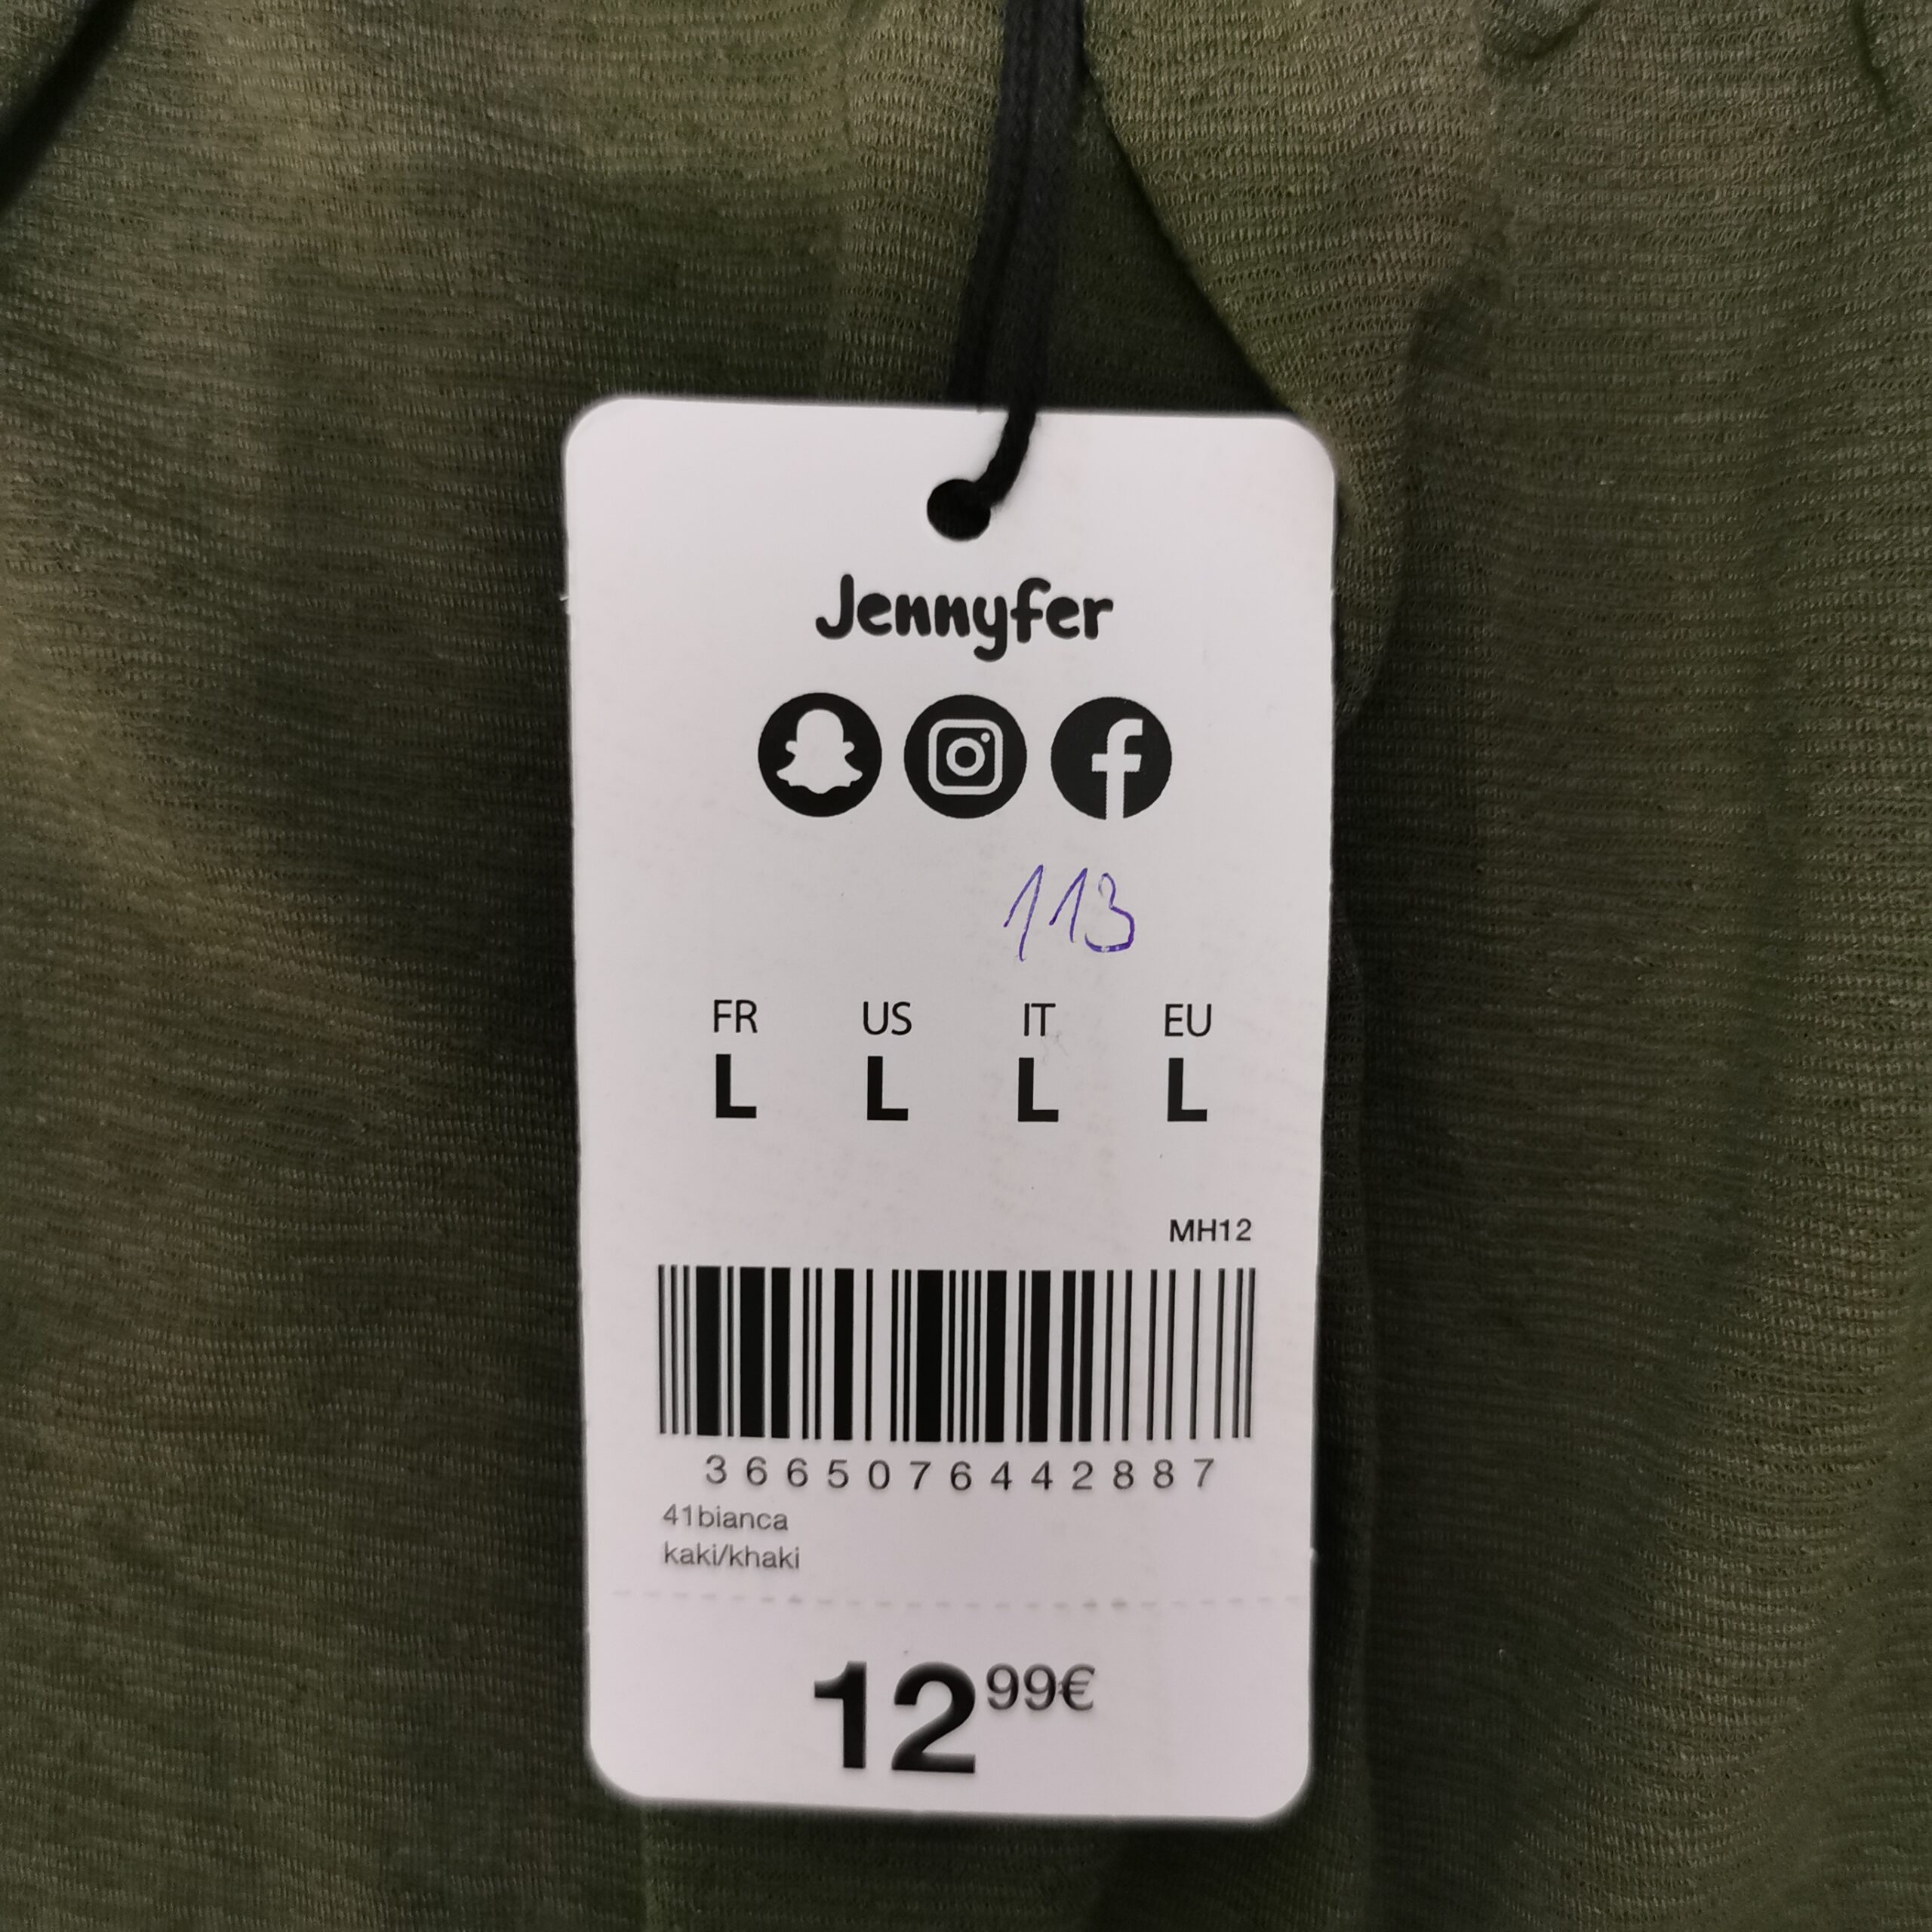 Jennyfer
113
FR US IT EU
L L L L
MH12
3665076442887
41bianca
kaki/khaki
12 99€